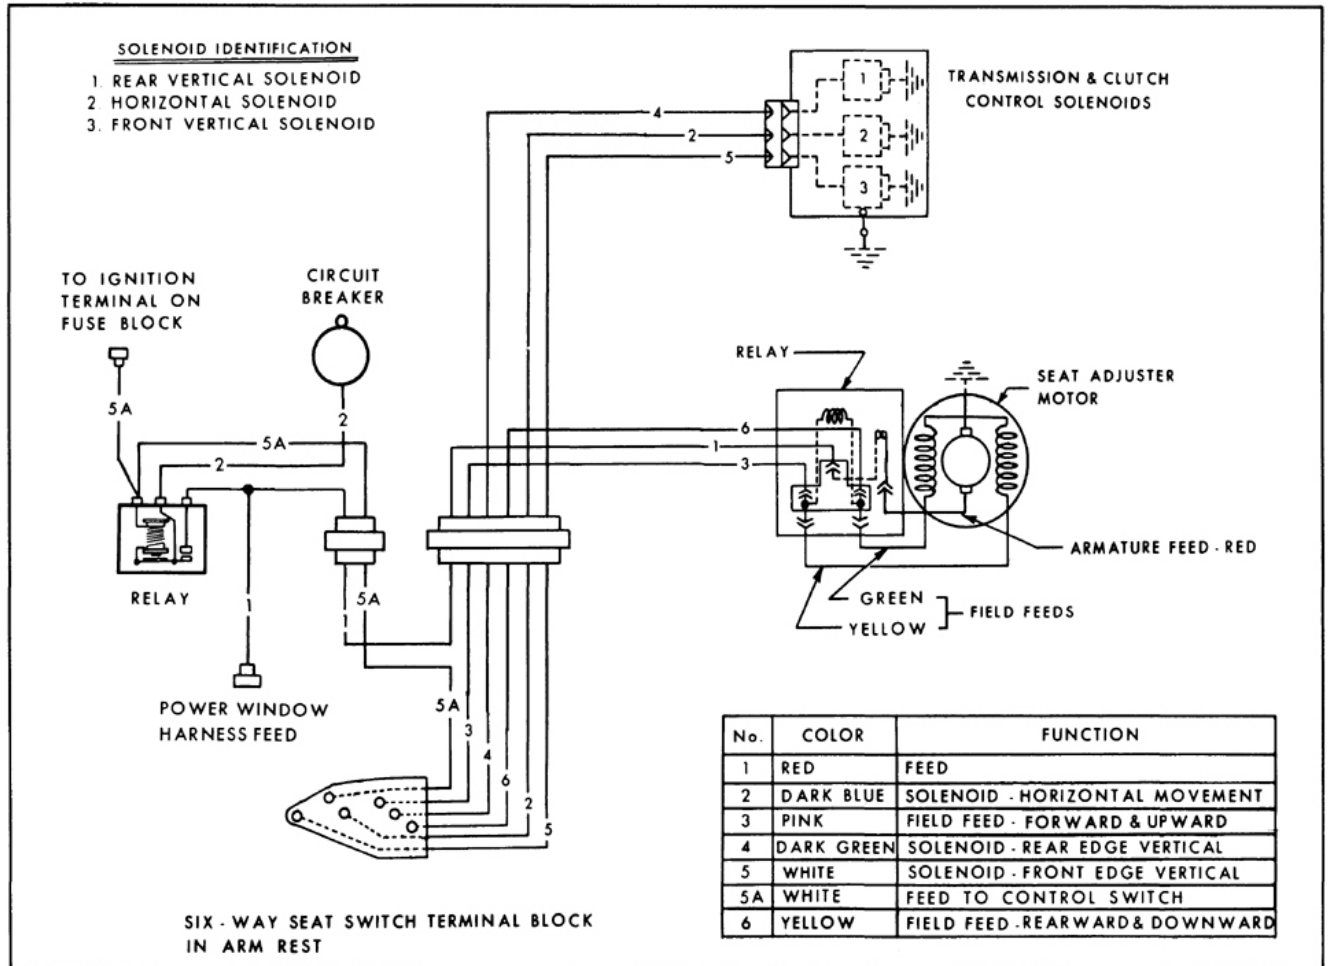 SOLENOID IDENTIFICATION
1. REAR VERTICAL SOLENOID
2. HORIZONTAL SOLENOID
3. FRONT VERTICAL SOLENOID
4
2
5
1
2
3
TRANSMISSION & CLUTCH
CONTROL SOLENOIDS
TO IGNITION
TERMINAL ON
FUSE BLOCK
CIRCUIT
BREAKER
5A
2
5A
2
RELAY
6
1
3
RELAY
SEAT ADJUSTER
MOTOR
ARMATURE FEED - RED
GREEN
YELLOW
FIELD FEEDS
RELAY
5A
1
1
POWER WINDOW
HARNESS FEED
5A
3
4
6
2
5
SIX - WAY SEAT SWITCH TERMINAL BLOCK
IN ARM REST
No. COLOR FUNCTION
1 RED FEED
2 DARK BLUE SOLENOID - HORIZONTAL MOVEMENT
3 PINK FIELD FEED - FORWARD & UPWARD
4 DARK GREEN SOLENOID - REAR EDGE VERTICAL
5 WHITE SOLENOID - FRONT EDGE VERTICAL
5A WHITE FEED TO CONTROL SWITCH
6 YELLOW FIELD FEED - REARWARD & DOWNWARD